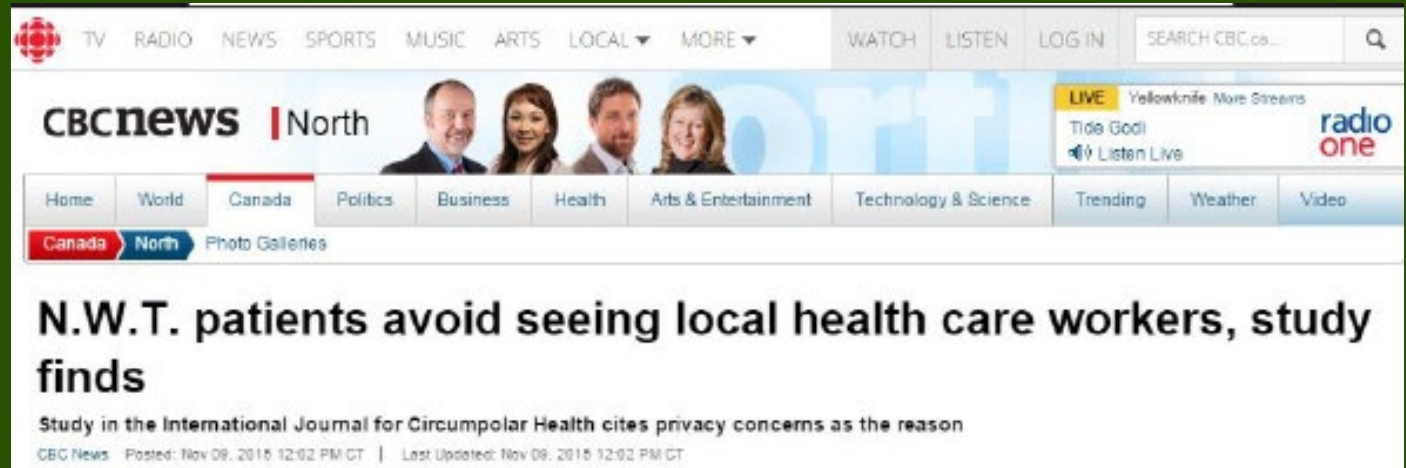 TV RADIO NEWS SPORTS MUSIC ARTS LOCAL MORE WATCH LISTEN LOG IN SEARCH CBC.ca...
CBCnews North
LIVE Yellowknife More Streams
Tide Godi
Listen Live
radio
one
Home World Canada Politics Business Health Arts & Entertainment Technology & Science Trending Weather Video
Canada North Photo Galleries
N.W.T. patients avoid seeing local health care workers, study
finds
Study in the International Journal for Circumpolar Health cites privacy concerns as the reason
CBC News Posted: Nov 09, 2015 12:02 PM CT | Last Updated: Nov 09, 2015 12:02 PM CT